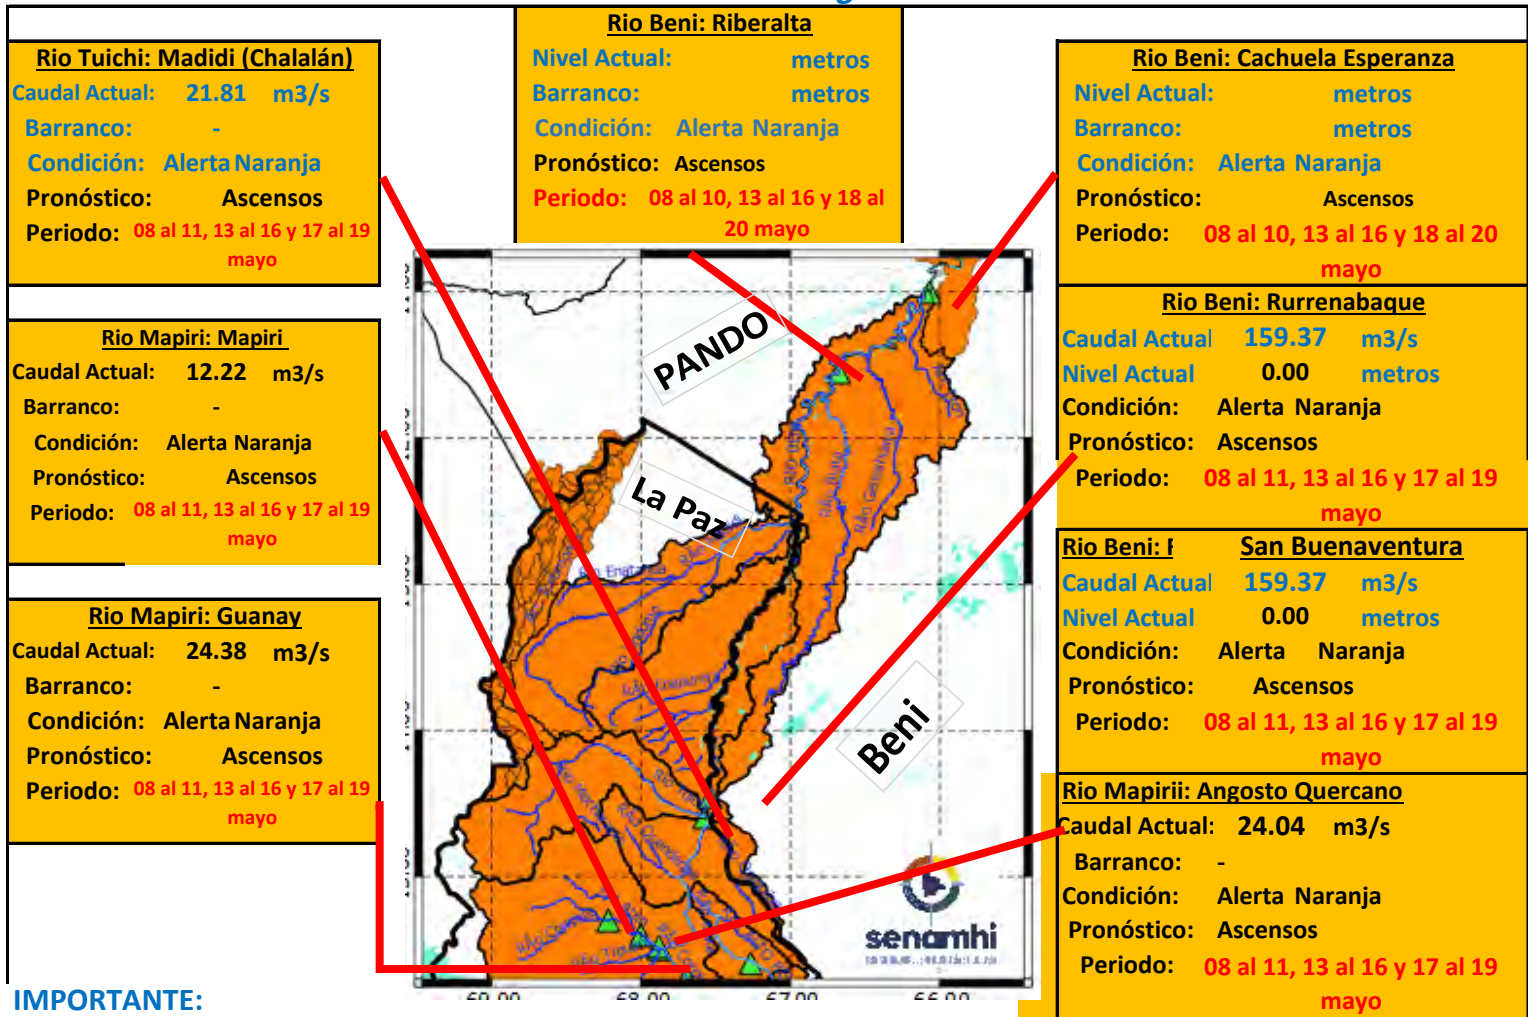 Rio Tuichi: Madidi (Chalalán)
Caudal Actual: 21.81 m3/s
Barranco: -
Condición: Alerta Naranja
Pronóstico: Ascensos
Periodo: 08 al 11, 13 al 16 y 17 al 19
mayo
Rio Mapiri: Mapiri
Caudal Actual: 12.22 m3/s
Barranco: -
Condición: Alerta Naranja
Pronóstico: Ascensos
Periodo: 08 al 11, 13 al 16 y 17 al 19
mayo
Rio Mapiri: Guanay
Caudal Actual: 24.38 m3/s
Barranco: -
Condición: Alerta Naranja
Pronóstico: Ascensos
Periodo: 08 al 11, 13 al 16 y 17 al 19
mayo
Rio Beni: Riberalta
Nivel Actual: metros
Barranco: metros
Condición: Alerta Naranja
Pronóstico: Ascensos
Periodo: 08 al 10, 13 al 16 y 18 al
20 mayo
PANDO
La Paz
Beni
senamhi
69.00 68.00 67.00 66.00
Rio Beni: Cachuela Esperanza
Nivel Actual: metros
Barranco: metros
Condición: Alerta Naranja
Pronóstico: Ascensos
Periodo: 08 al 10, 13 al 16 y 18 al 20
mayo
Rio Beni: Rurrenabaque
Caudal Actual 159.37 m3/s
Nivel Actual 0.00 metros
Condición: Alerta Naranja
Pronóstico: Ascensos
Periodo: 08 al 11, 13 al 16 y 17 al 19
mayo
Rio Beni: San Buenaventura
Caudal Actual 159.37 m3/s
Nivel Actual 0.00 metros
Condición: Alerta Naranja
Pronóstico: Ascensos
Periodo: 08 al 11, 13 al 16 y 17 al 19
mayo
Rio Mapirii: Angosto Quercano
Caudal Actual: 24.04 m3/s
Barranco: -
Condición: Alerta Naranja
Pronóstico: Ascensos
Periodo: 08 al 11, 13 al 16 y 17 al 19
mayo
IMPORTANTE: